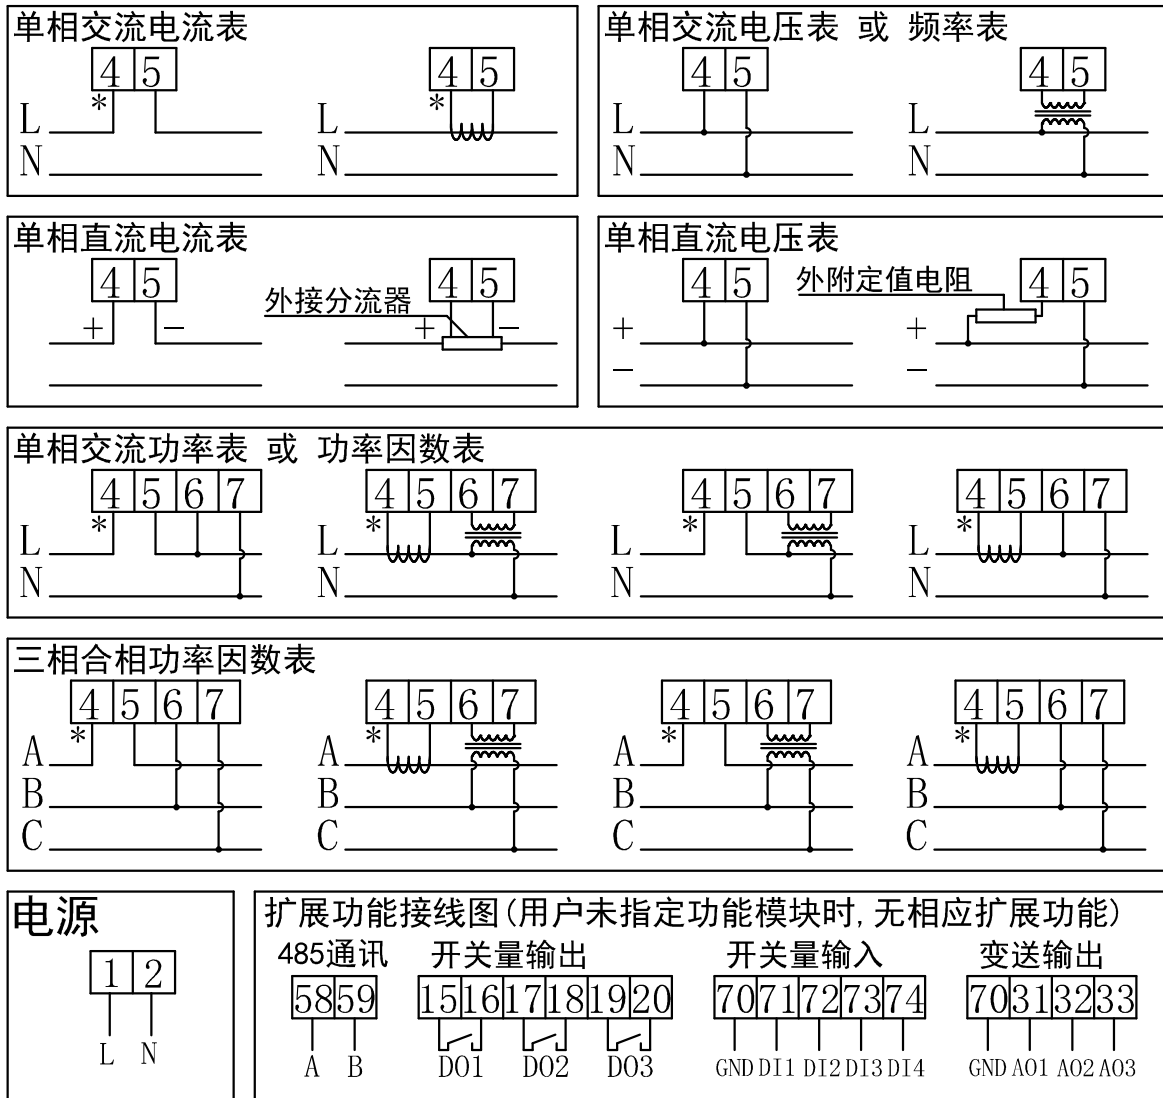 单相交流电流表
4 5
4 5
*
*
L
L
N
N
单相交流电压表 或 频率表
4 5
4 5
L
L
N
N
单相直流电流表
4 5
4 5
外接分流器
+ -
+ -
单相直流电压表
4 5
4 5
外附定值电阻
+
+
-
-
单相交流功率表 或 功率因数表
4 5 6 7
4 5 6 7
4 5 6 7
4 5 6 7
*
*
*
*
L
L
L
L
N
N
N
N
三相合相功率因数表
4 5 6 7
4 5 6 7
4 5 6 7
4 5 6 7
*
*
*
*
A
A
A
A
B
B
B
B
C
C
C
C
电源
1 2
L N
扩展功能接线图(用户未指定功能模块时,无相应扩展功能)
485通讯
58 59
A B
开关量输出
15 16 17 18 19 20
DO1 DO2 DO3
开关量输入
70 71 72 73 74
GND DI1 DI2 DI3 DI4
变送输出
70 31 32 33
GND AO1 AO2 AO3